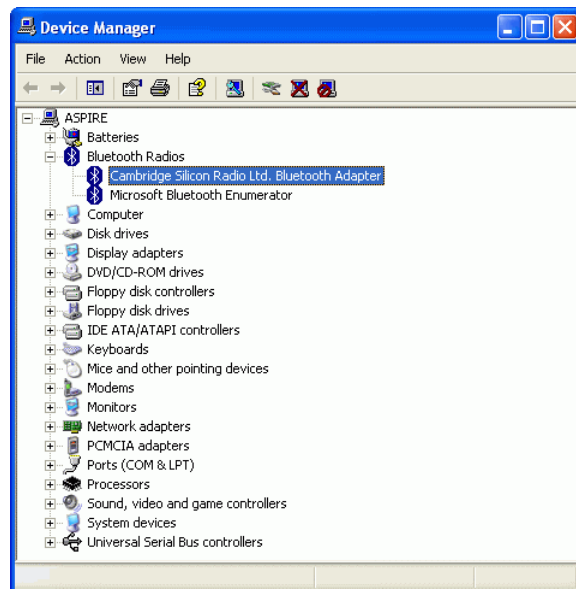 Device Manager
File Action View Help
ASPIRE
Batteries
Bluetooth Radios
Cambridge Silicon Radio Ltd. Bluetooth Adapter
Microsoft Bluetooth Enumerator
Computer
Disk drives
Display adapters
DVD/CD-ROM drives
Floppy disk controllers
Floppy disk drives
IDE ATA/ATAPI controllers
Keyboards
Mice and other pointing devices
Modems
Monitors
Network adapters
PCMCIA adapters
Ports (COM & LPT)
Processors
Sound, video and game controllers
System devices
Universal Serial Bus controllers